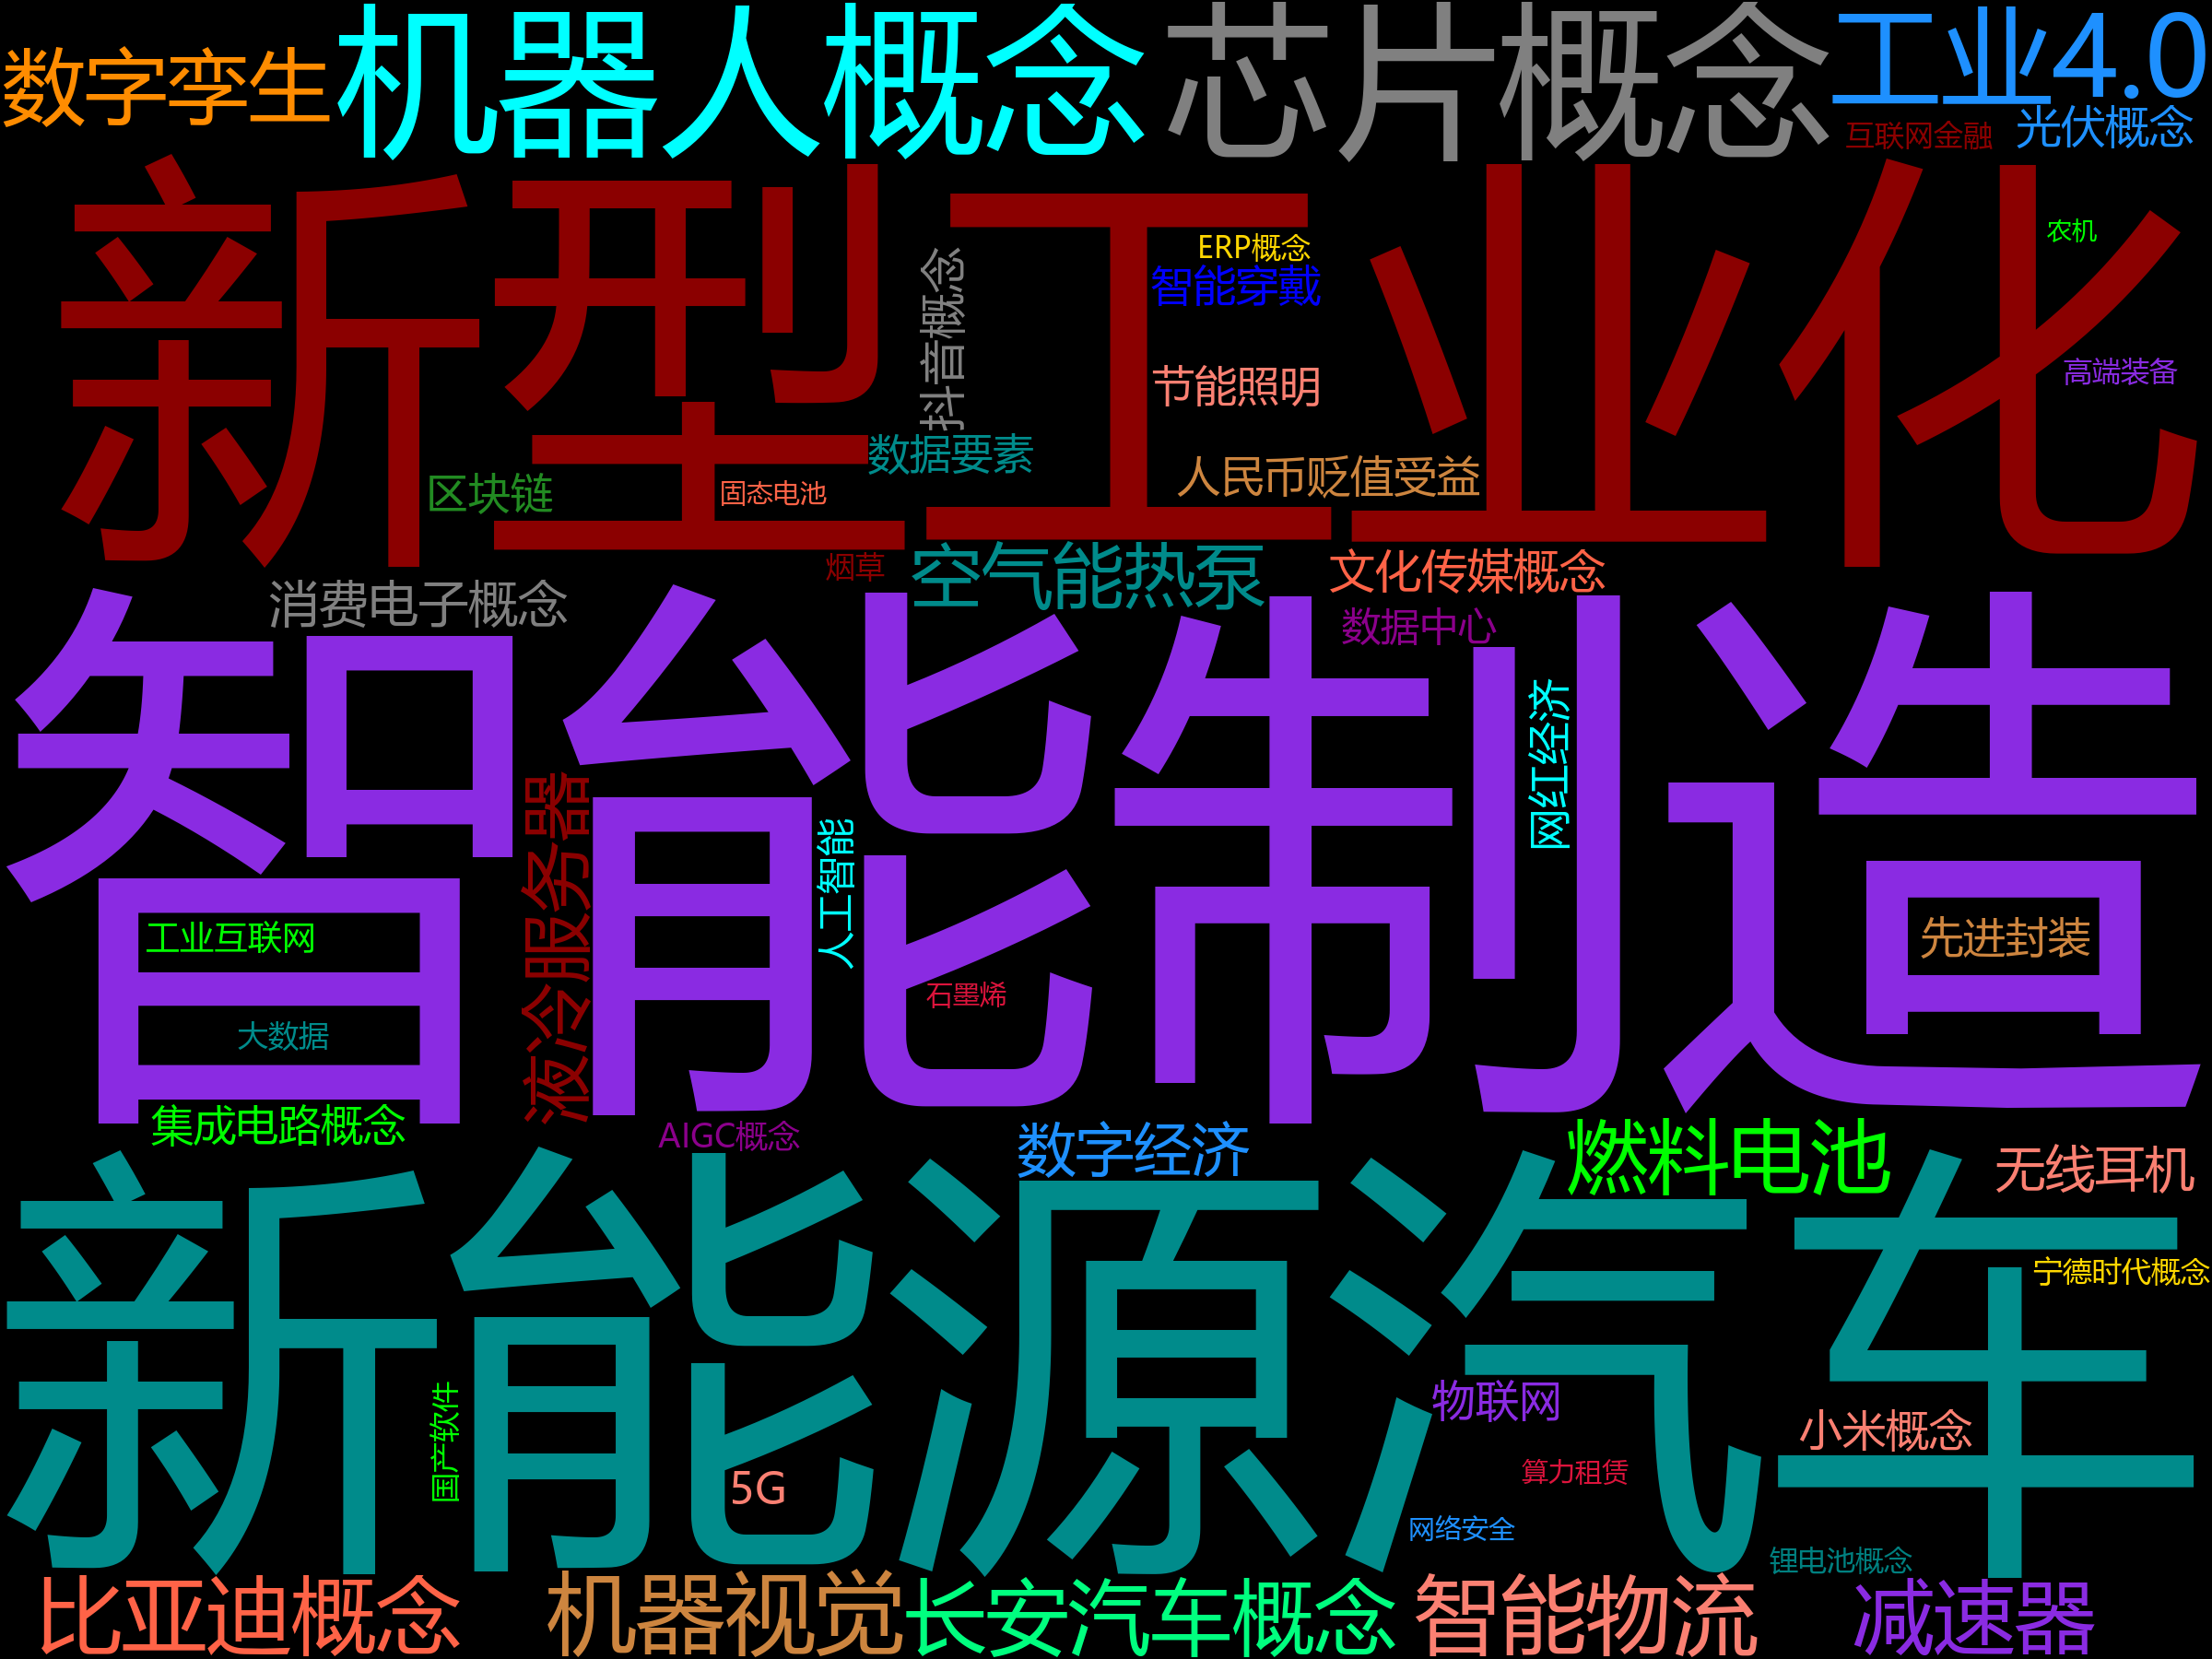 数字孪生
机器人概念
芯片概念
工业4.0
互联网金融
光伏概念
新型工业化
农机
ERP概念
智能穿戴
抖音概念
节能照明
高端装备
数据要素
人民币贬值受益
区块链
固态电池
烟草
空气能热泵
文化传媒概念
消费电子概念
数据中心
智能制造
网红经济
液冷服务器
人工智能
工业互联网
先进封装
石墨烯
大数据
集成电路概念
AIGC概念
数字经济
燃料电池
无线耳机
新能源汽车
宁德时代概念
国产软件
物联网
小米概念
5G
算力租赁
网络安全
锂电池概念
比亚迪概念
机器视觉
长安汽车概念
智能物流
减速器